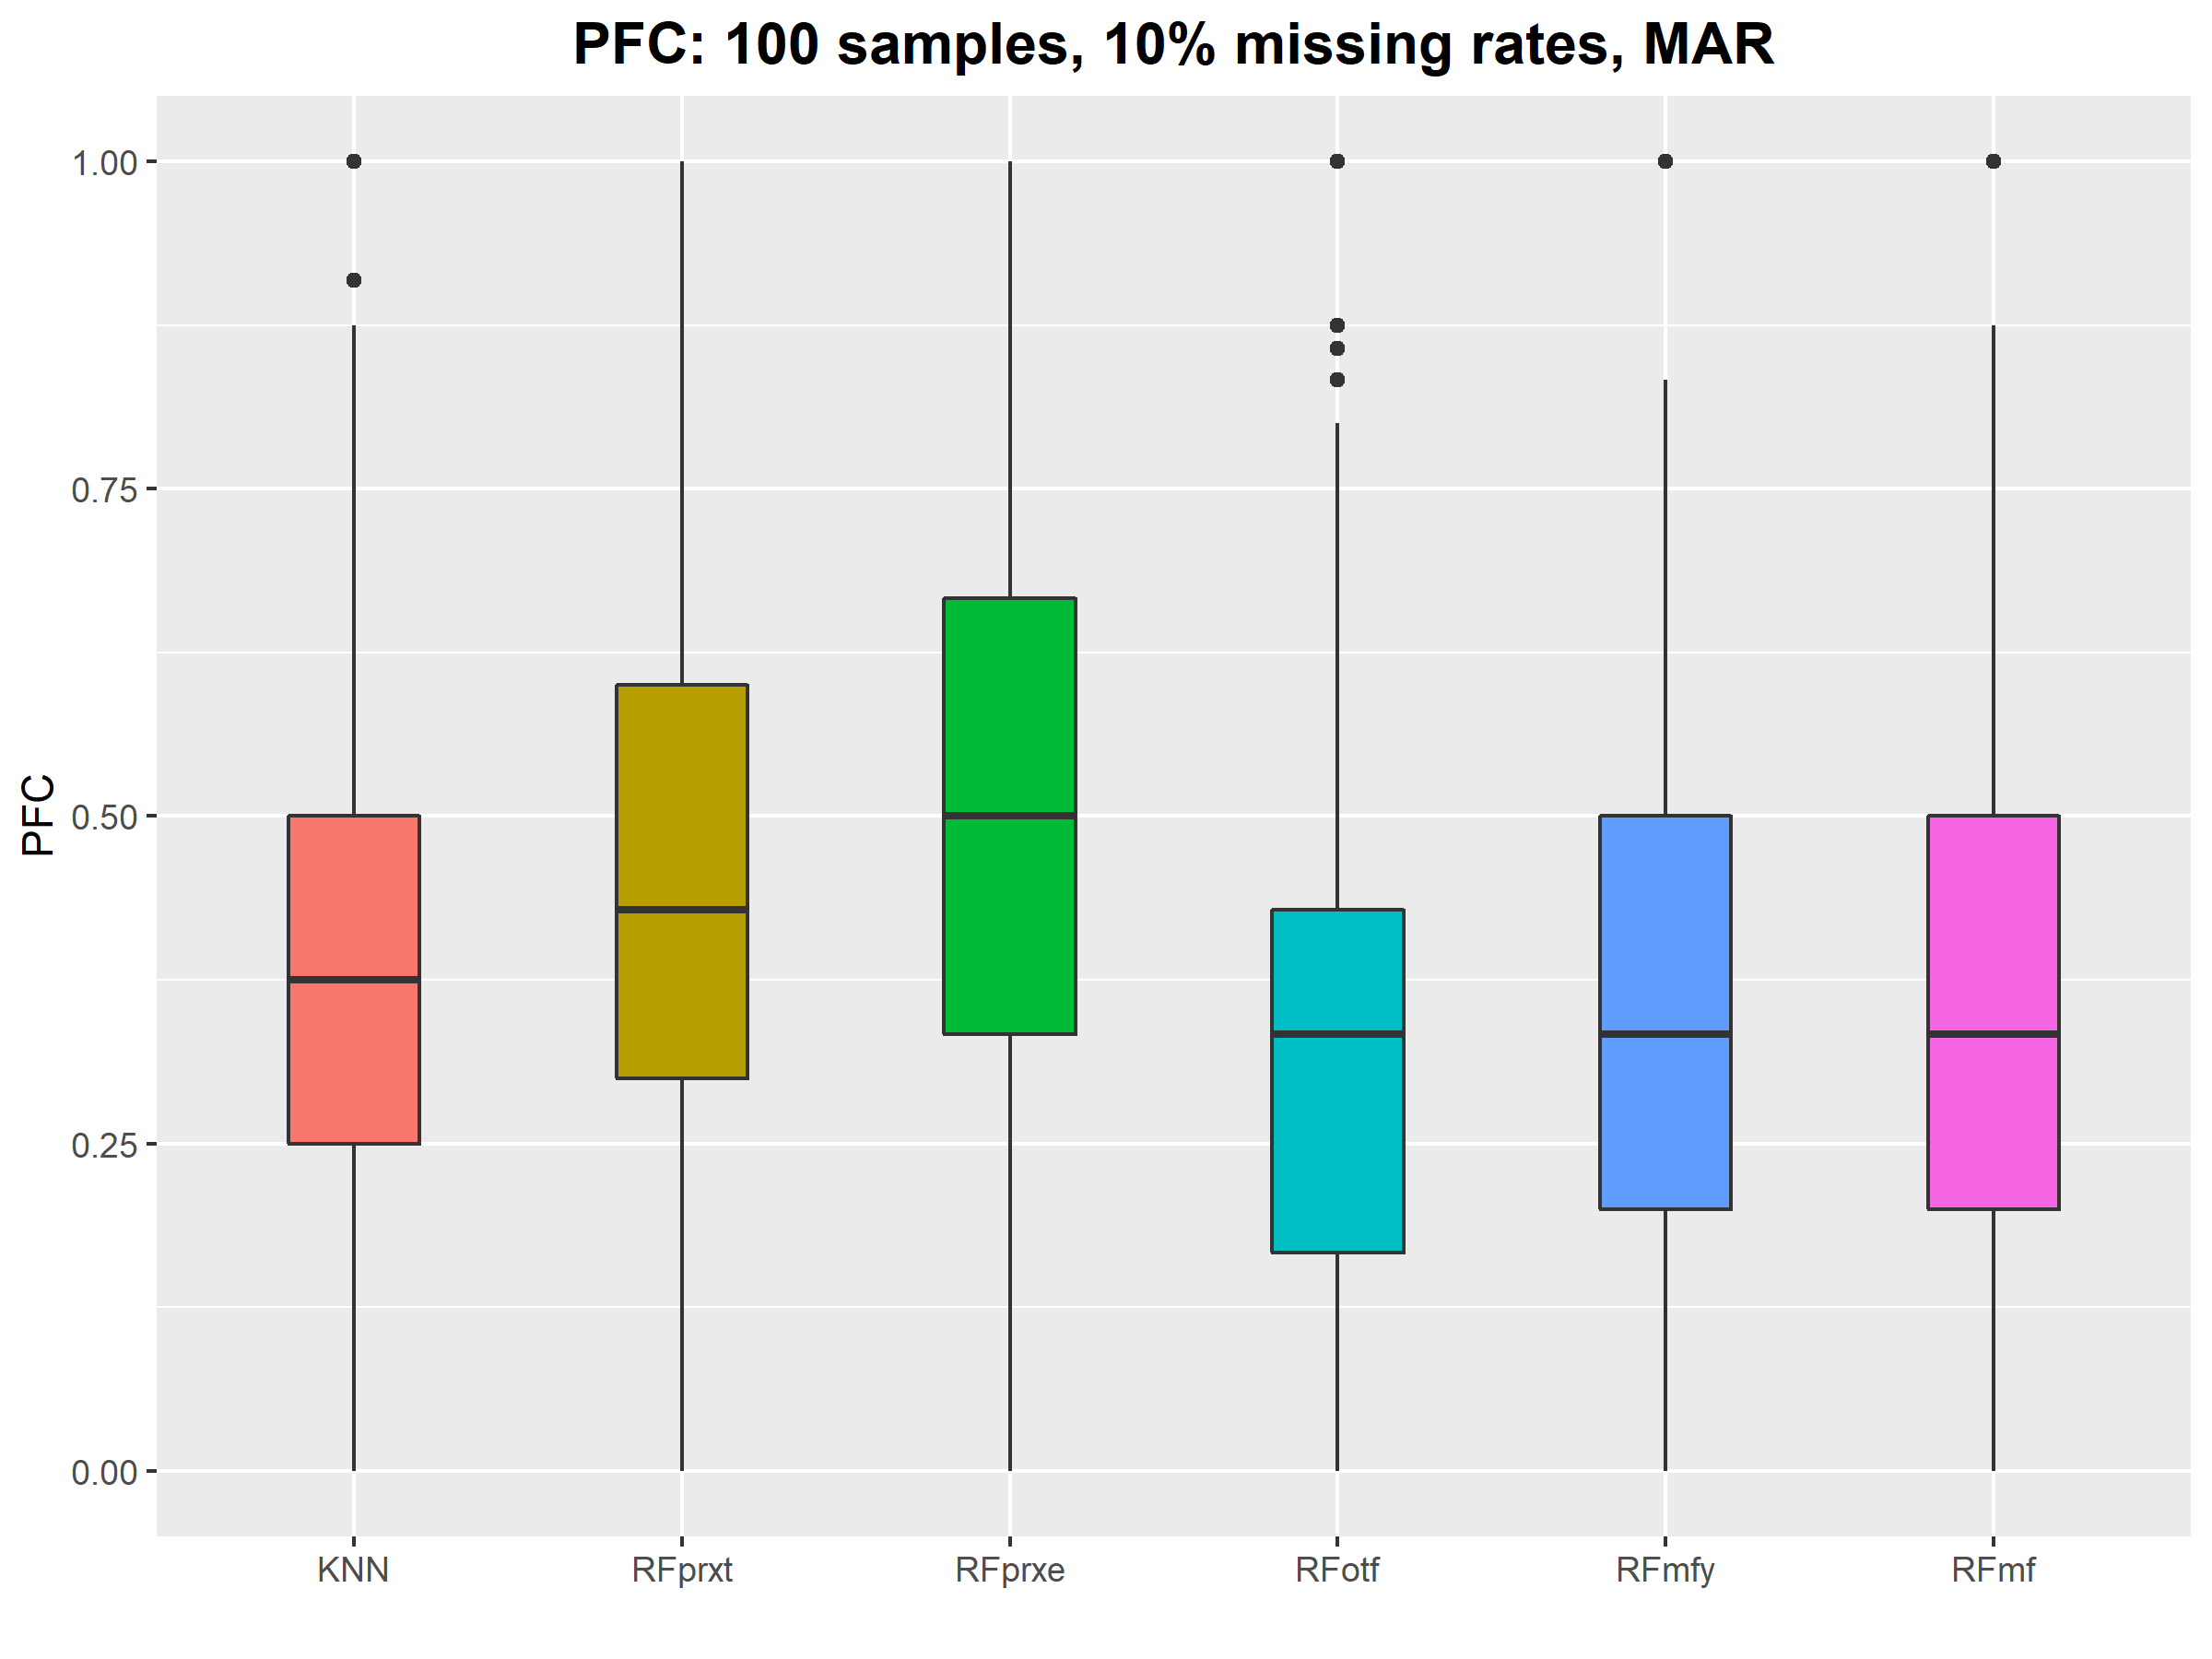 PFC: 100 samples, 10% missing rates, MAR
PFC
1.00
0.75
0.50
0.25
0.00
KNN RFprxt RFprxe RFotf RFmfy RFmf